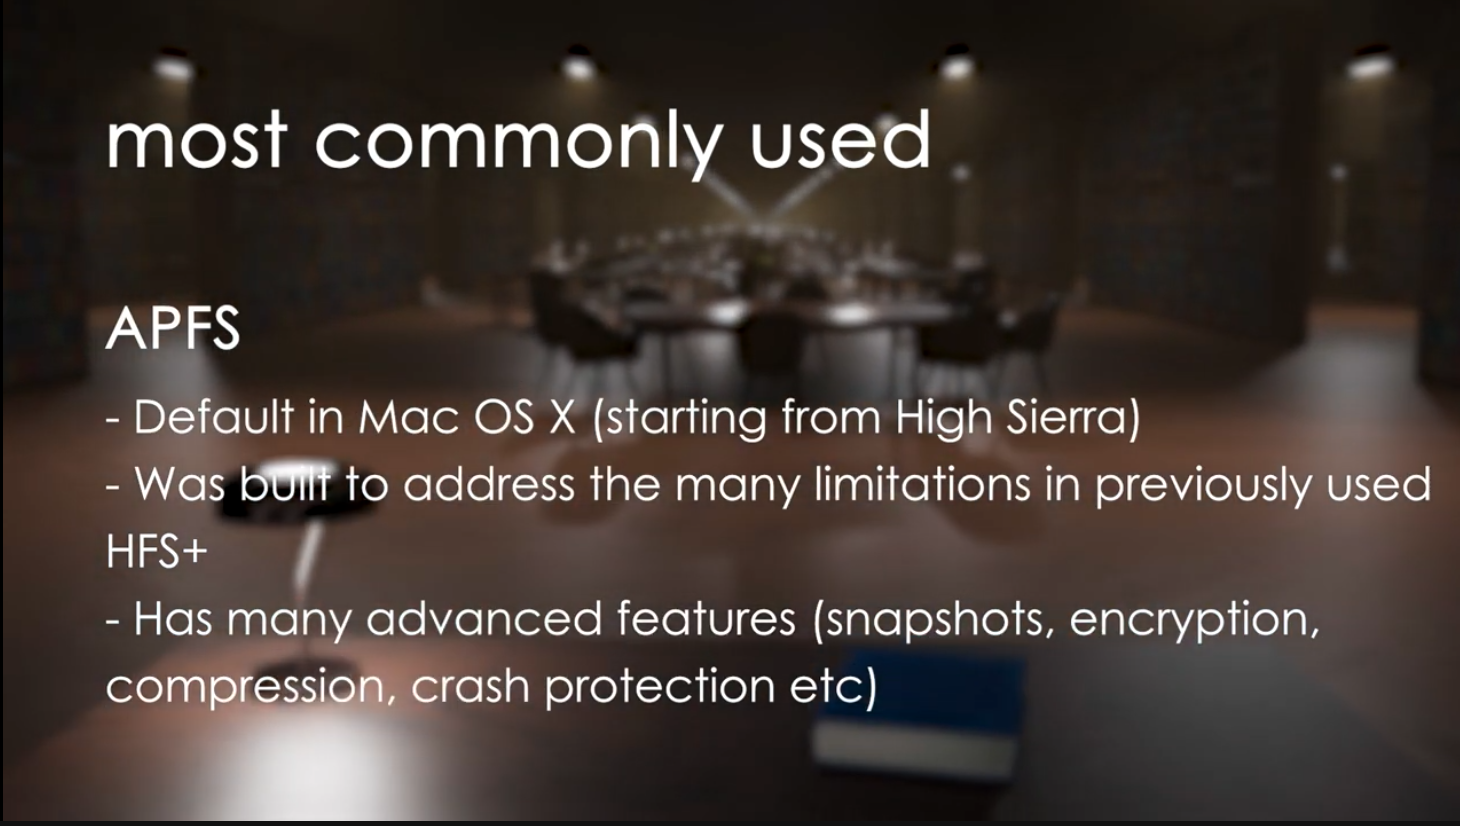 most commonly used
APFS
- Default in Mac OS X (starting from High Sierra)
- Was built to address the many limitations in previously used
HFS+
- Has many advanced features (snapshots, encryption,
compression, crash protection etc)